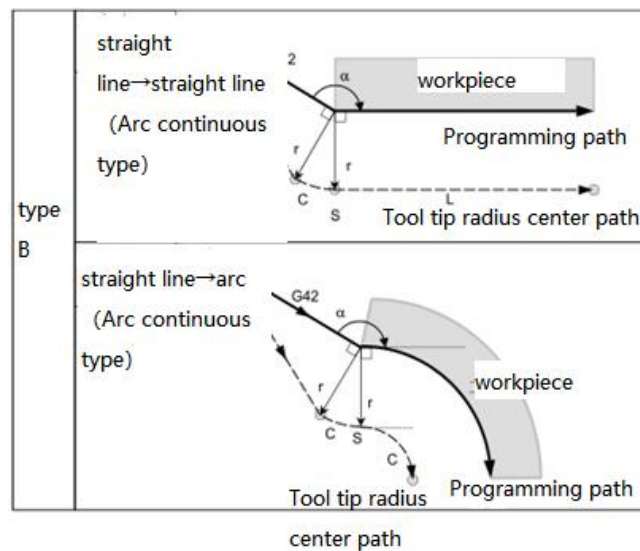 type
B
straight
line→straight line
（Arc continuous
type）
2
α
workpiece
Programming path
r
r
C
S
L
Tool tip radius center path
straight line→arc
（Arc continuous
type）
G42
α
workpiece
r
r
C
S
C
Programming path
Tool tip radius
center path